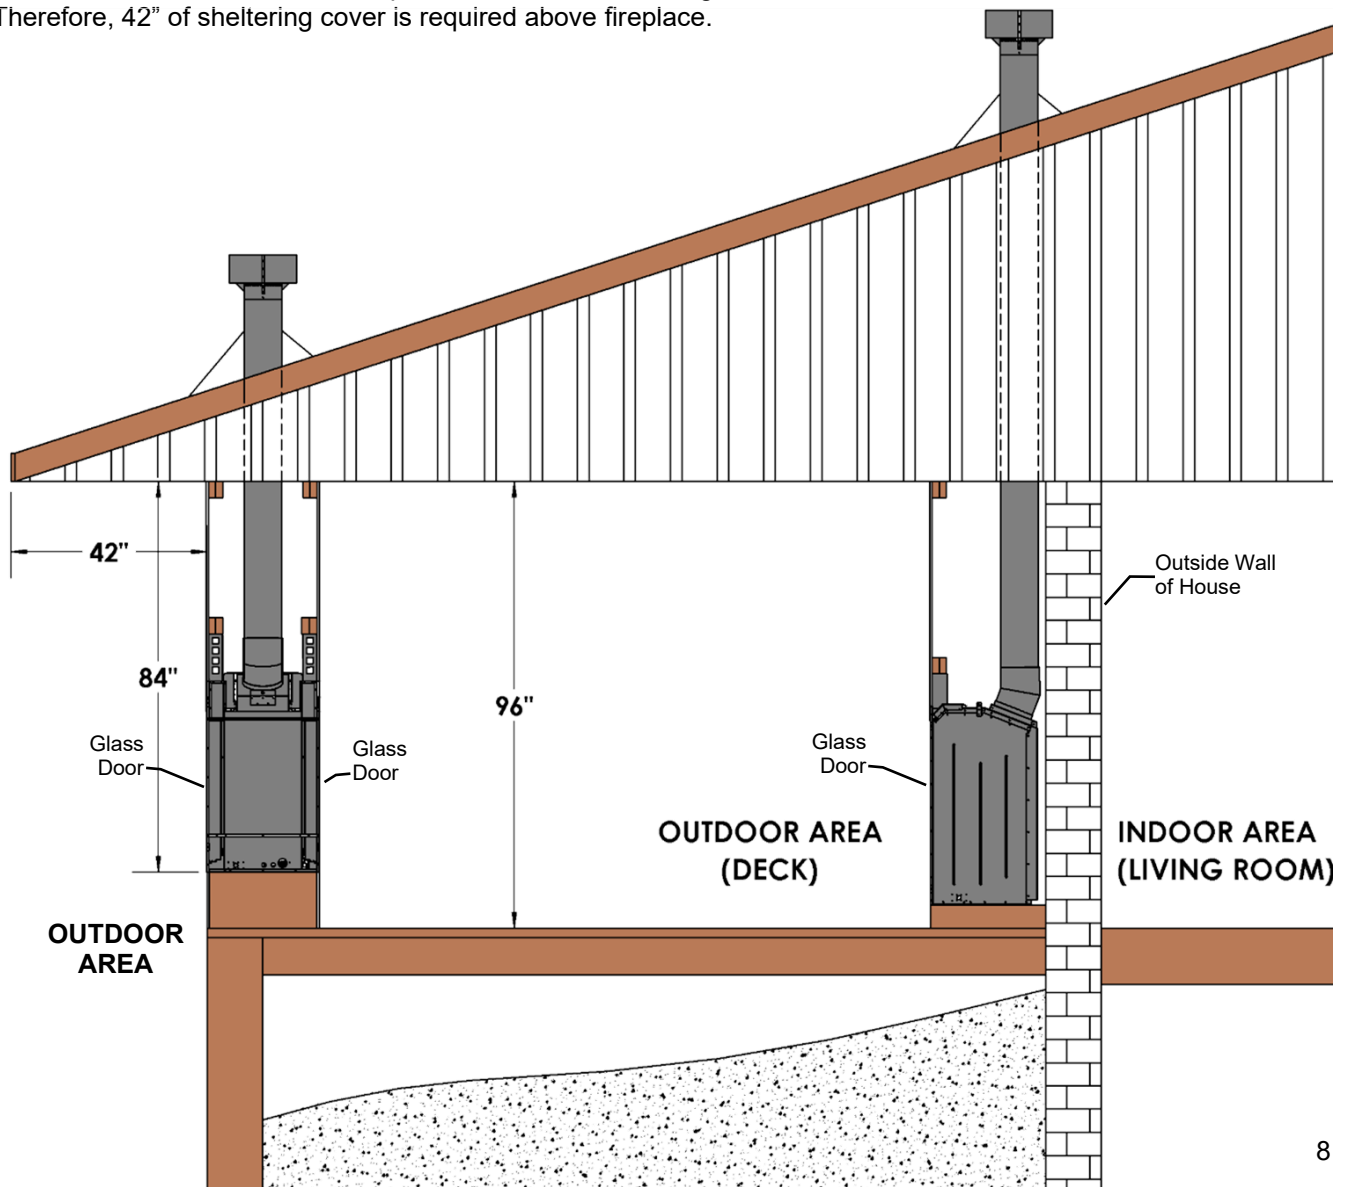 Therefore, 42” of sheltering cover is required above fireplace.
42"
84"
96"
Outside Wall
of House
Glass
Door
Glass
Door
Glass
Door
OUTDOOR AREA
(DECK)
INDOOR AREA
(LIVING ROOM)
OUTDOOR
AREA
8